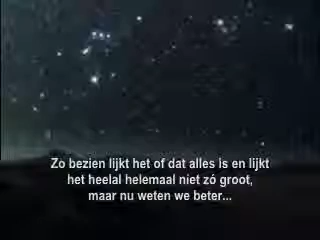 Zo bezien lijkt het of dat alles is en lijkt
het heelal helemaal niet zó groot,
maar nu weten we beter...